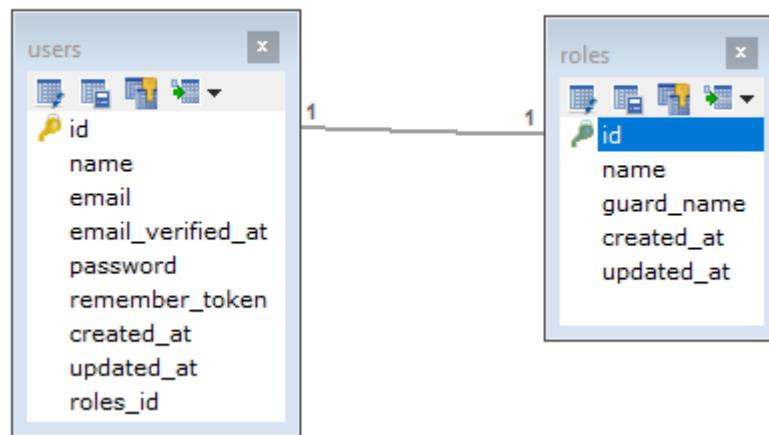 users
x
id
name
email
email_verified_at
password
remember_token
created_at
updated_at
roles_id
1
1
roles
x
id
name
guard_name
created_at
updated_at